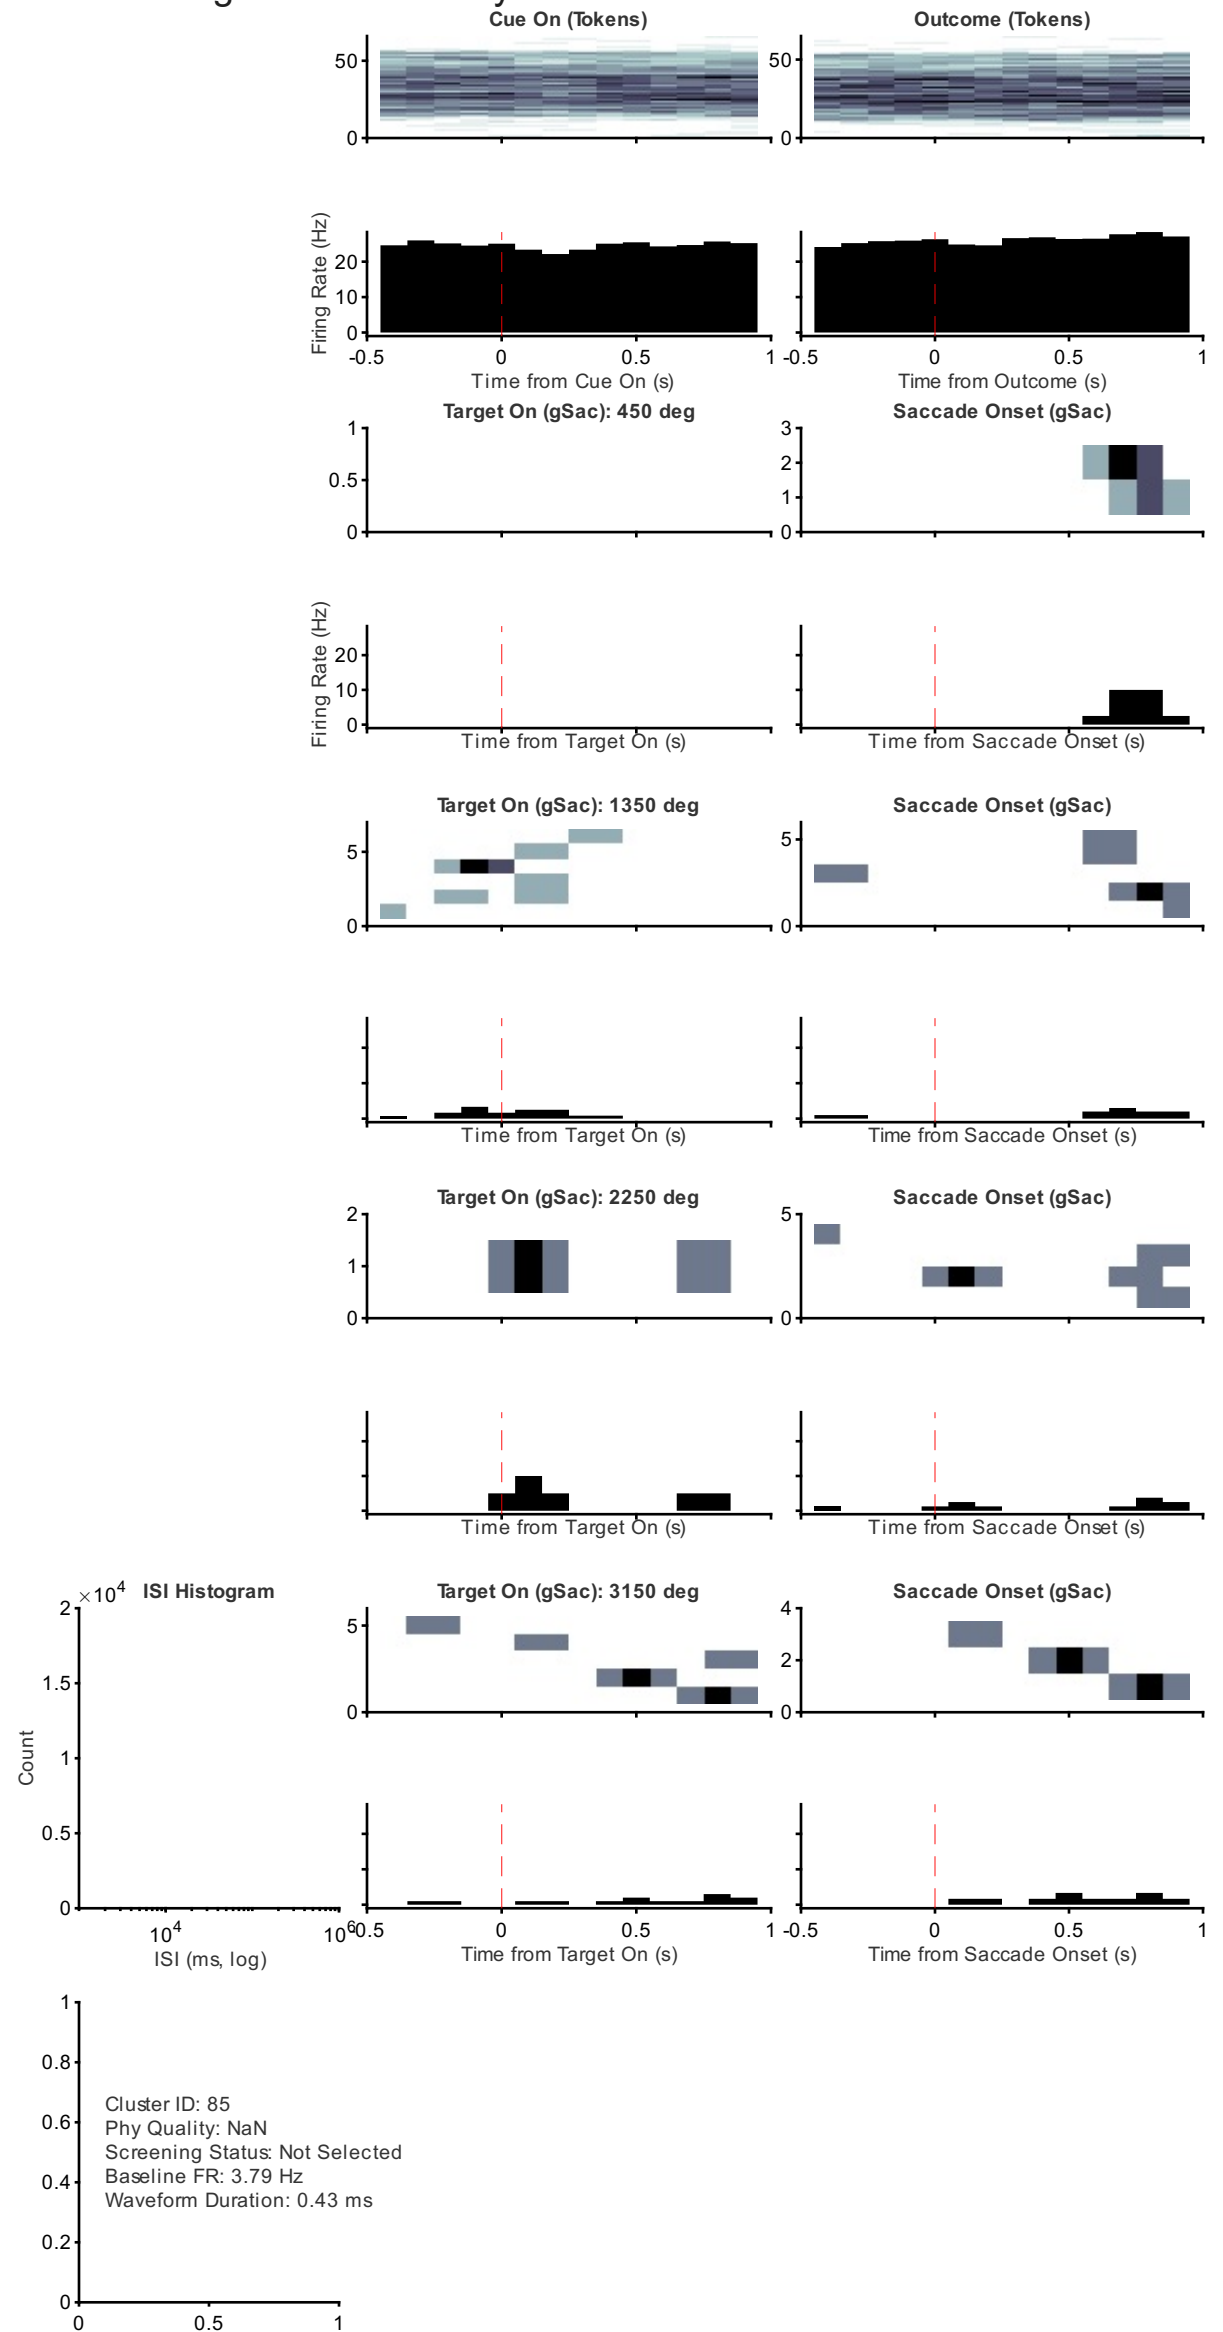 Cue On (Tokens)
Outcome (Tokens)
50
0
50
0
Firing Rate (Hz)
20
10
0
-0.5
0
0.5
1
-0.5
0
0.5
1
Time from Cue On (s)
Time from Outcome (s)
Target On (gSac): 450 deg
Saccade Onset (gSac)
1
0.5
0
3
2
1
0
Firing Rate (Hz)
20
10
0
Time from Target On (s)
Time from Saccade Onset (s)
Target On (gSac): 1350 deg
Saccade Onset (gSac)
5
0
5
0
Time from Target On (s)
Time from Saccade Onset (s)
Target On (gSac): 2250 deg
Saccade Onset (gSac)
2
1
0
5
0
Time from Target On (s)
Time from Saccade Onset (s)
×10⁴
ISI Histogram
Target On (gSac): 3150 deg
Saccade Onset (gSac)
2
1.5
1
0.5
0
Count
5
0
4
2
0
10⁴
10⁶
ISI (ms, log)
-0.5
0
0.5
1
-0.5
0
0.5
1
Time from Target On (s)
Time from Saccade Onset (s)
1
0.8
0.6
0.4
0.2
0
Cluster ID: 85
Phy Quality: NaN
Screening Status: Not Selected
Baseline FR: 3.79 Hz
Waveform Duration: 0.43 ms
0
0.5
1